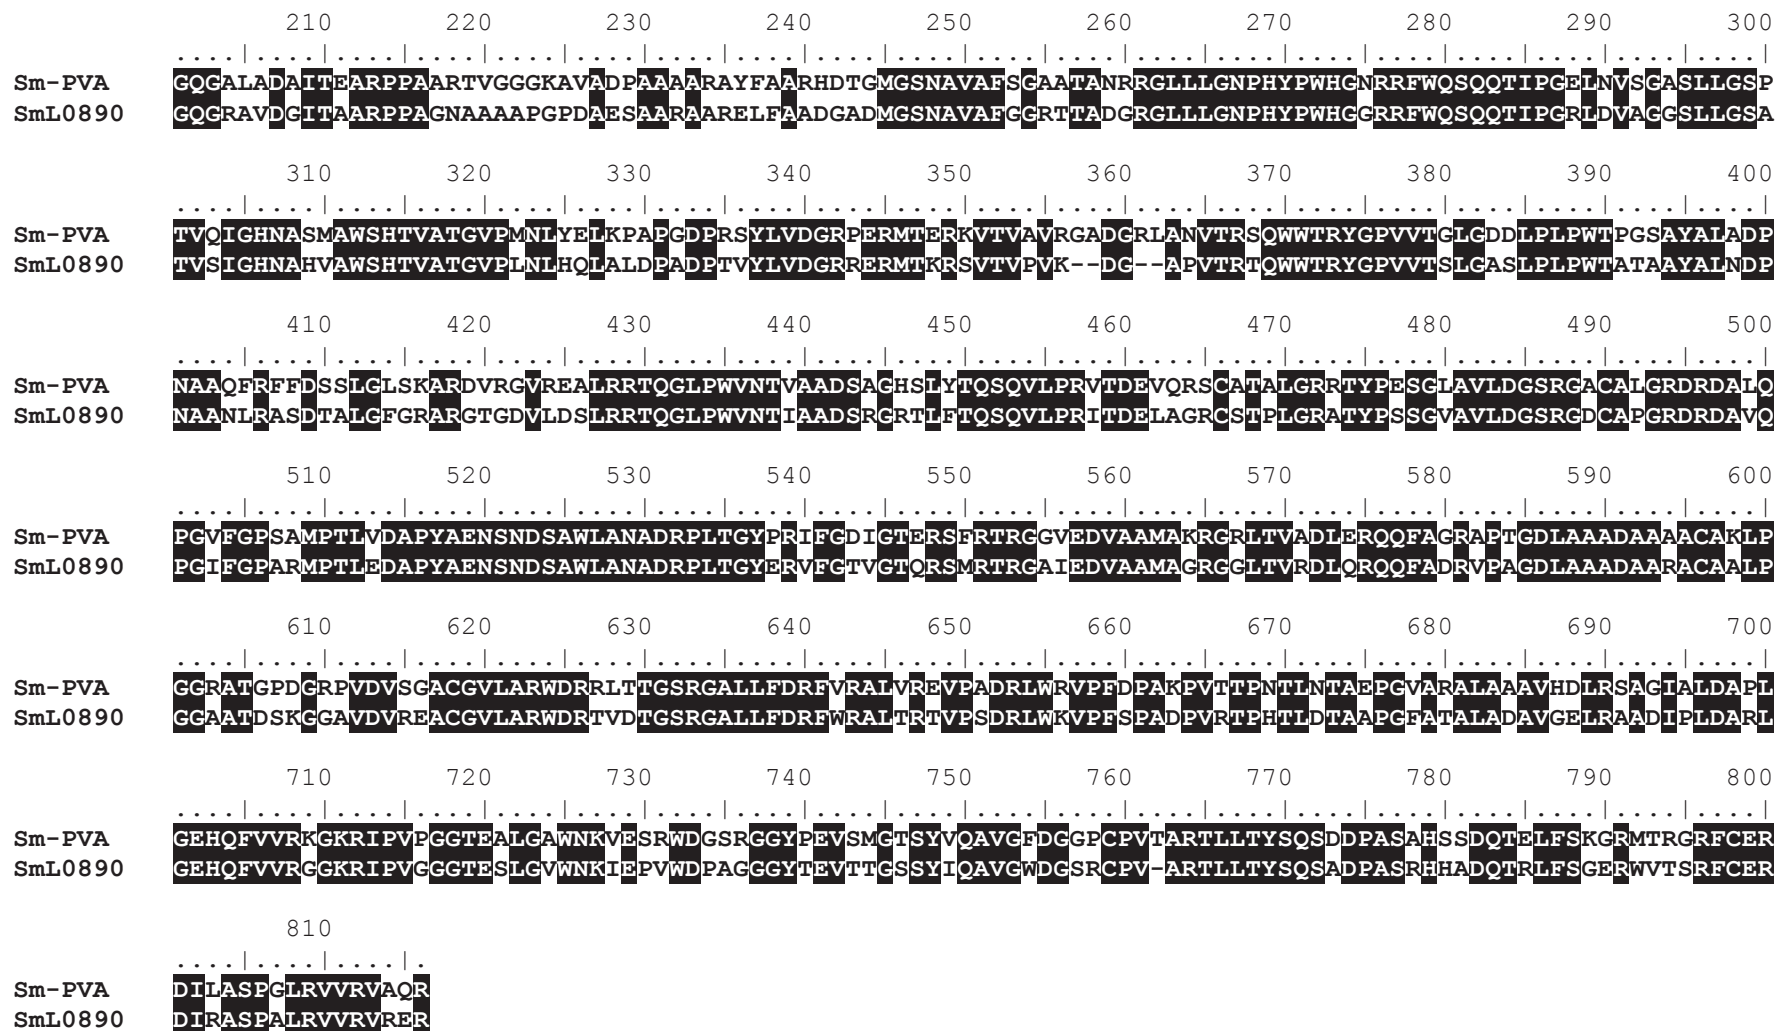 210 220 230 240 250 260 270 280 290 300
....|....|....|....|....|....|....|....|....|....|....|....|....|....|....|....|....|....|....|....|
Sm-PVA GQGALADAITEARPPAARTVGGGKAVADPAAAARAYFAARHDTGMGSNAVAFSGAATANRRGLLLGNPHYPWHGNRRFWQSQQTIPGELNVSGASLLGSP
SmL0890 GQGRAVDGITAARPPAGNAAAAPGPDAESAARAARELFAADGADMGSNAVAFGGRTTADGRGLLLGNPHYPWHGGRRFWQSQQTIPGRLDVAGGSLLGSA
310 320 330 340 350 360 370 380 390 400
....|....|....|....|....|....|....|....|....|....|....|....|....|....|....|....|....|....|....|....|
Sm-PVA TVQIGHNASMAWSHTVATGVPMNLYELKPAPGDPRSYLVDGRPERMTERKVTVAVRGADGRLANVTRSQWWTRYGPVVTGLGDDLPLPWTPGSAYALADP
SmL0890 TVSIGHNAHVAWSHTVATGVPLNLHQLALDPADPTVYLVDGRRERMTKRSVTVPVK--DG--APVTRTQWWTRYGPVVTSLGASLPLPWTATAAYALNDP
410 420 430 440 450 460 470 480 490 500
....|....|....|....|....|....|....|....|....|....|....|....|....|....|....|....|....|....|....|....|
Sm-PVA NAAQFRFFDSSLGLSKARDVRGVREALRRTQGLPWVNTVAADSAGHSLYTQSQVLPRVTDEVQRSCATALGRRTYPESGLAVLDGSRGACALGRDRDALQ
SmL0890 NAANLRASDTALGFGRARGTGDVLDSLRRTQGLPWVNTIAADSRGRTLFTQSQVLPRITDELAGRCSTPLGRATYPSSGVAVLDGSRGDCAPGRDRDAVQ
510 520 530 540 550 560 570 580 590 600
....|....|....|....|....|....|....|....|....|....|....|....|....|....|....|....|....|....|....|....|
Sm-PVA PGVFGPSAMPTLVDAPYAENSNDSAWLANADRPLTGYPRIFGDIGTERSFRTRGGVEDVAAMAKRGRLTVADLERQQFAGRAPTGDLAAADAAAACAKLP
SmL0890 PGIFGPARMPTLEDAPYAENSNDSAWLANADRPLTGYERVFGTVGTQRSMRTRGAIEDVAAMAGRGGLTVRDLQRQQFADRVPAGDLAAADAARACAALP
610 620 630 640 650 660 670 680 690 700
....|....|....|....|....|....|....|....|....|....|....|....|....|....|....|....|....|....|....|....|
Sm-PVA GGRATGPDGRPVDVSGACGVLARWDRRLTTGSRGALLFDRFVRALVREVPADRLWRVPFDPAKPVTTPNTLNTAEPGVARALAAAVHDLRSAGIALDAPL
SmL0890 GGAATDSKGGAVDVREACGVLARWDRTVDTGSRGALLFDRFWRALTRTVPSDRLWKVPFSPADPVRTPHTLDTAAPGFATALADAVGELRAADIPLDARL
710 720 730 740 750 760 770 780 790 800
....|....|....|....|....|....|....|....|....|....|....|....|....|....|....|....|....|....|....|....|
Sm-PVA GEHQFVVRKGKRIPVPGGTEALGAWNKVESRWDGSRGGYPEVSMGTSYVQAVGFDGGPCPVTARTLLTYSQSDDPASAHSSDQTELFSKGRMTRGRFCER
SmL0890 GEHQFVVRGGKRIPVGGGTESLGVWNKIEPVWDPAGGGYTEVTTGSSYIQAVGWDGSRCPV-ARTLLTYSQSADPASRHHADQTRLFSGERWVTSRFCER
810
....|....|....|.
Sm-PVA DILASPGLRVVRVAQR
SmL0890 DIRASPALRVVRVRER